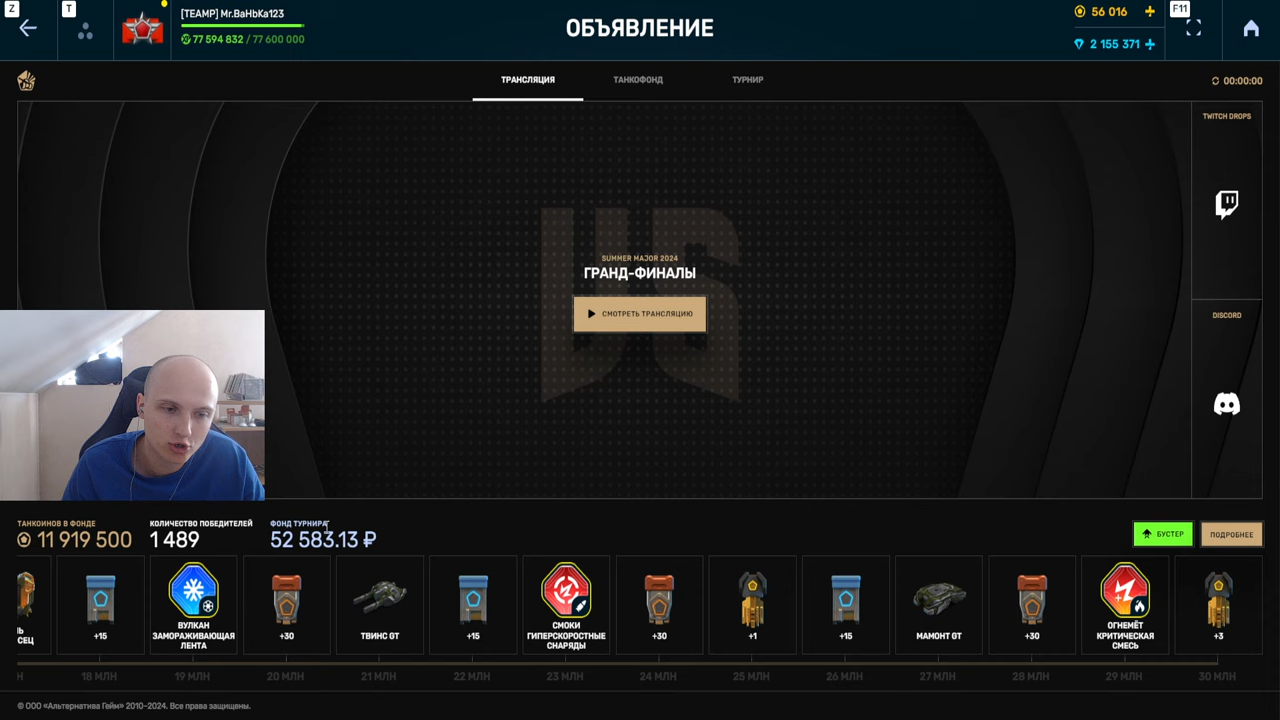 Z
T
[TEAMP] Mr.BaHbKa123
77 594 832 / 77 600 000
ОБЪЯВЛЕНИЕ
56 016
2 155 371
F11
ТРАНСЛЯЦИЯ
ТАНКОФОНД
ТУРНИР
00:00:00
TWITCH DROPS
SUMMER MAJOR 2024
ГРАНД-ФИНАЛЫ
СМОТРЕТЬ ТРАНСЛЯЦИЮ
DISCORD
ТАНКОИНОВ В ФОНДЕ
11 919 500
КОЛИЧЕСТВО ПОБЕДИТЕЛЕЙ
1 489
ФОНД ТУРНИРА
52 583.13 ₽
БУСТЕР
ПОДРОБНЕЕ
Ь
СЕЦ
+15
ВУЛКАН
ЗАМОРАЖИВАЮЩАЯ
ЛЕНТА
+30
ТВИНС GT
+15
СМОКИ
ГИПЕРСКОРОСТНЫЕ
СНАРЯДЫ
+30
+1
+15
МАМОНТ GT
+30
ОГНЕМЁТ
КРИТИЧЕСКАЯ
СМЕСЬ
+3
Н
18 МЛН
19 МЛН
20 МЛН
21 МЛН
22 МЛН
23 МЛН
24 МЛН
25 МЛН
26 МЛН
27 МЛН
28 МЛН
29 МЛН
30 МЛН
© ООО «Альтернатива Гейм» 2010-2024. Все права защищены.